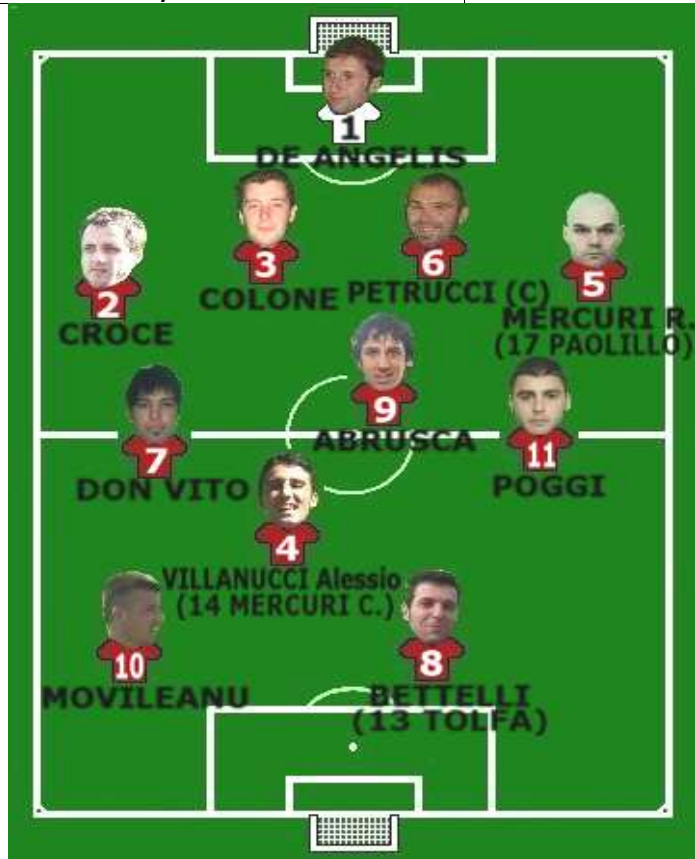 1
DE ANGELIS
3
6
2
5
COLONE
PETRUCCI (C)
CROCE
MERCURI R.
(17 PAOLILLO)
9
7
11
ABRUSCA
DON VITO
POGGI
4
VILLANUCCI Alessio
(14 MERCURI C.)
10
8
MOVILEANU
BETTELLI
(13 TOLFA)